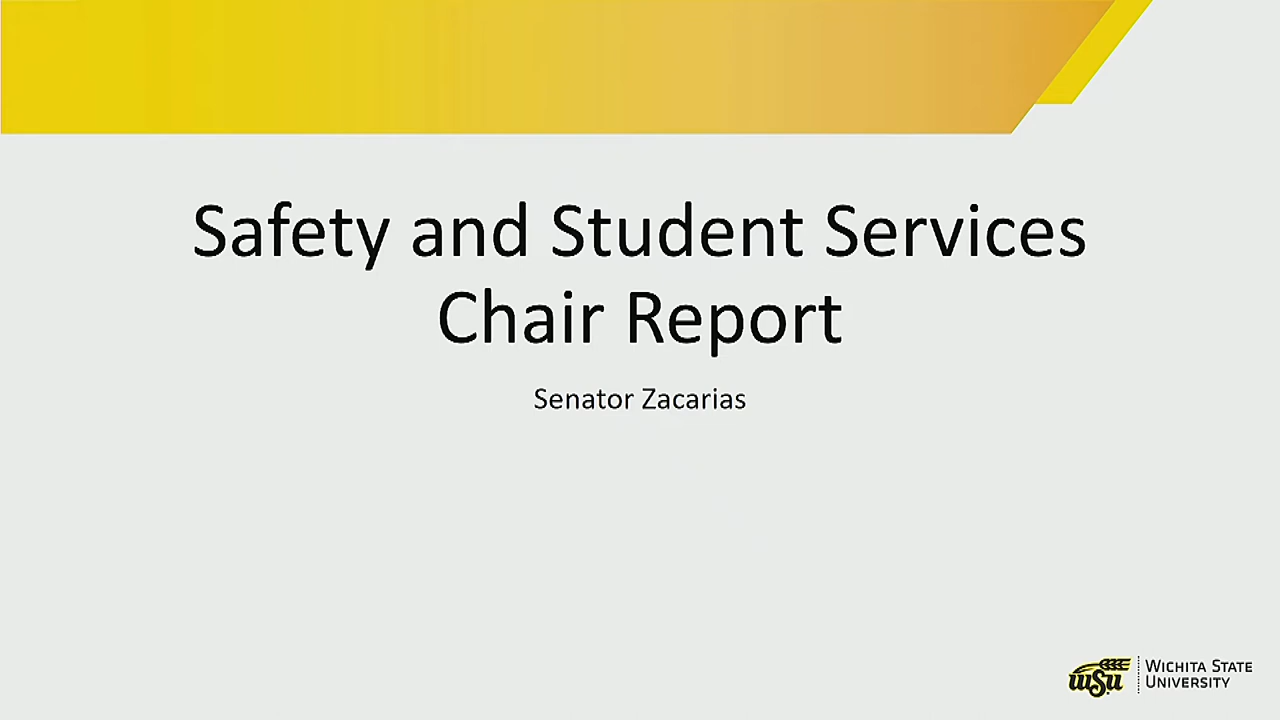 Safety and Student Services
Chair Report
Senator Zacarias
wsu
WICHITA STATE
UNIVERSITY